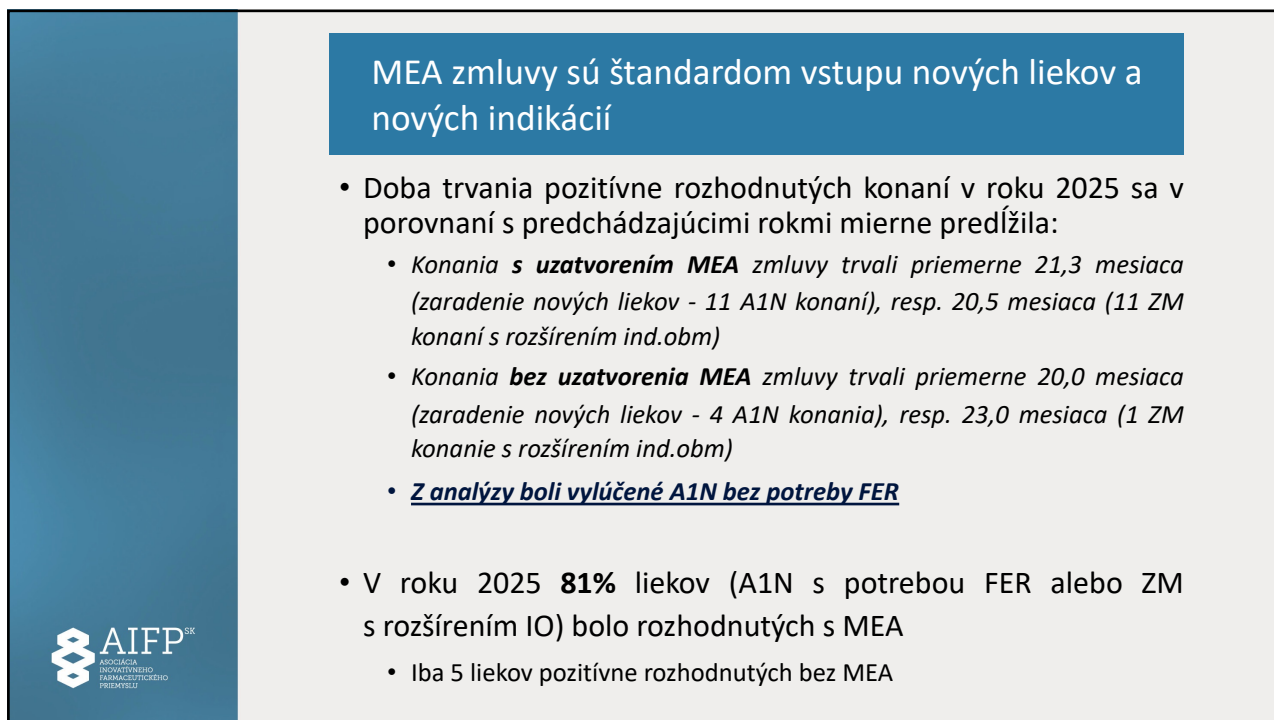 MEA zmluvy sú štandardom vstupu nových liekov a
nových indikácií
• Doba trvania pozitívne rozhodnutých konaní v roku 2025 sa v
porovnaní s predchádzajúcimi rokmi mierne predĺžila:
• Konania s uzatvorením MEA zmluvy trvali priemerne 21,3 mesiaca
(zaradenie nových liekov - 11 A1N konaní), resp. 20,5 mesiaca (11 ZM
konaní s rozšírením ind.obm)
• Konania bez uzatvorenia MEA zmluvy trvali priemerne 20,0 mesiaca
(zaradenie nových liekov - 4 A1N konania), resp. 23,0 mesiaca (1 ZM
konanie s rozšírením ind.obm)
• Z analýzy boli vylúčené A1N bez potreby FER
• V roku 2025 81% liekov (A1N s potrebou FER alebo ZM
s rozšírením IO) bolo rozhodnutých s MEA
• Iba 5 liekov pozitívne rozhodnutých bez MEA
AIFP SK
ASOCIÁCIA
INOVATÍVNEHO
FARMACEUTICKÉHO
PRIEMYSLU